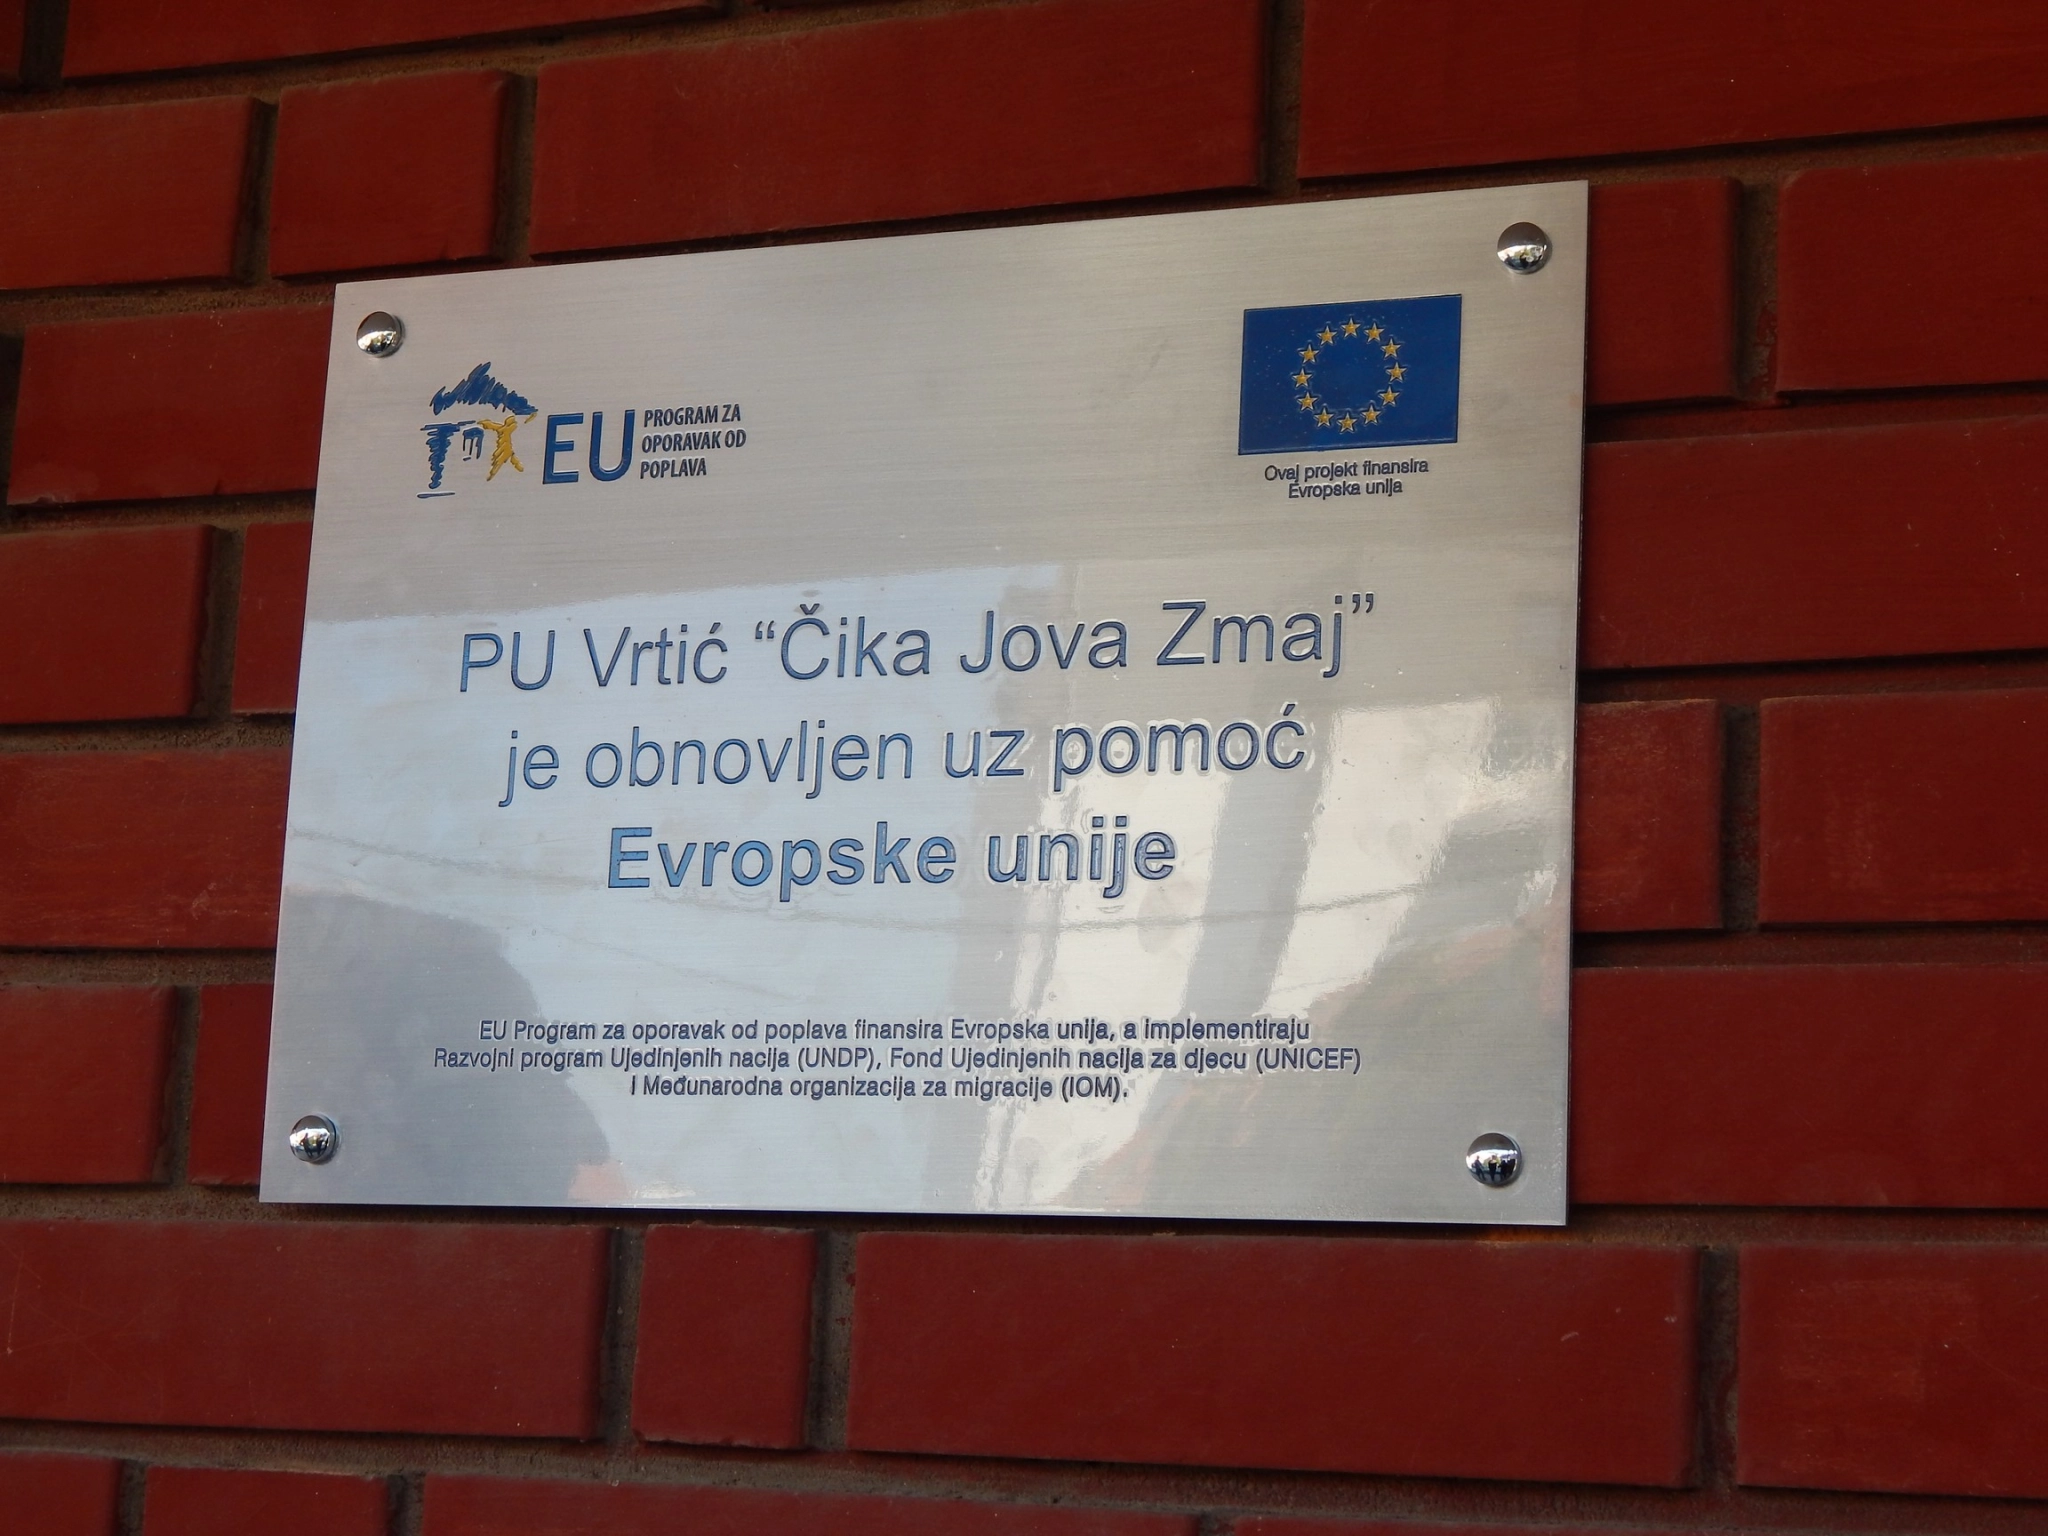 EU PROGRAM ZA
OPORAVAK OD
POPLAVA
Ovaj projekt finansira
Evropska unija
PU Vrtić “Čika Jova Zmaj”
je obnovljen uz pomoć
Evropske unije
EU Program za oporavak od poplava finansira Evropska unija, a implementiraju
Razvojni program Ujedinjenih nacija (UNDP), Fond Ujedinjenih nacija za djecu (UNICEF)
i Međunarodna organizacija za migracije (IOM).